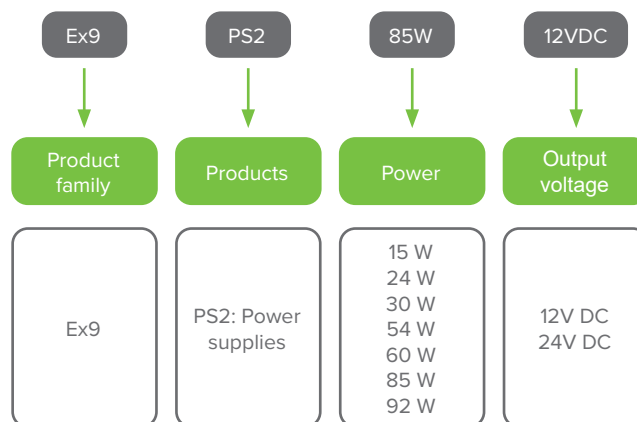 Ex9
PS2
85W
12VDC
Product
family
Products
Power
Output
voltage
Ex9
PS2: Power
supplies
15 W
24 W
30 W
54 W
60 W
85 W
92 W
12V DC
24V DC